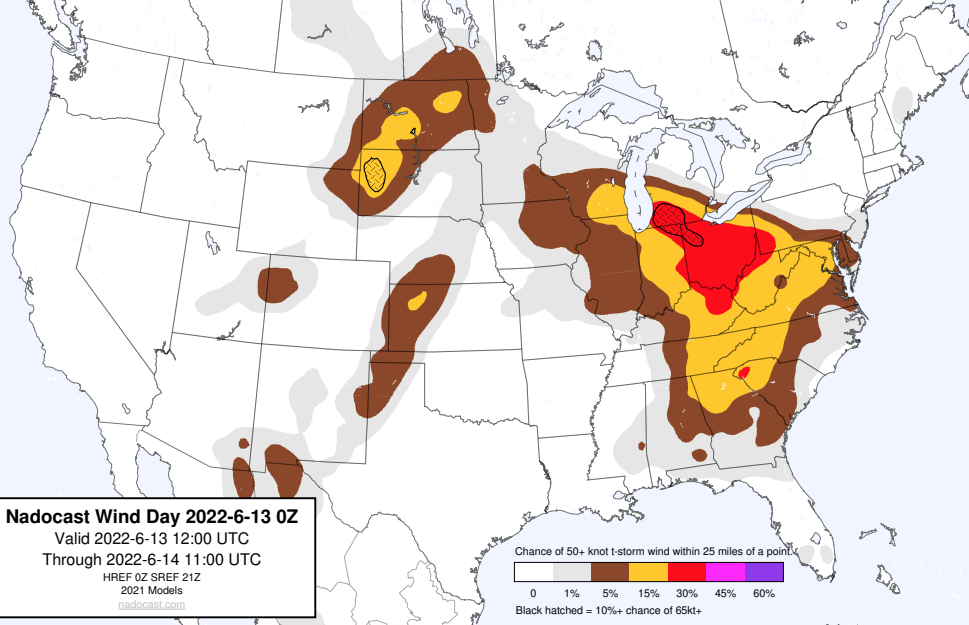 Nadocast Wind Day 2022-6-13 0Z
Valid 2022-6-13 12:00 UTC
Through 2022-6-14 11:00 UTC
HREF 0Z SREF 21Z
2021 Models
nadocast.com
Chance of 50+ knot t-storm wind within 25 miles of a point.
0 1% 5% 15% 30% 45% 60%
Black hatched = 10%+ chance of 65kt+